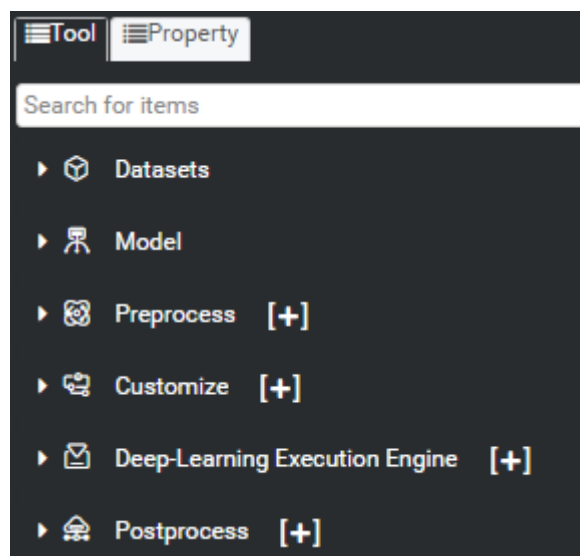 Tool Property
Search for items
Datasets
Model
Preprocess [+]
Customize [+]
Deep-Learning Execution Engine [+]
Postprocess [+]